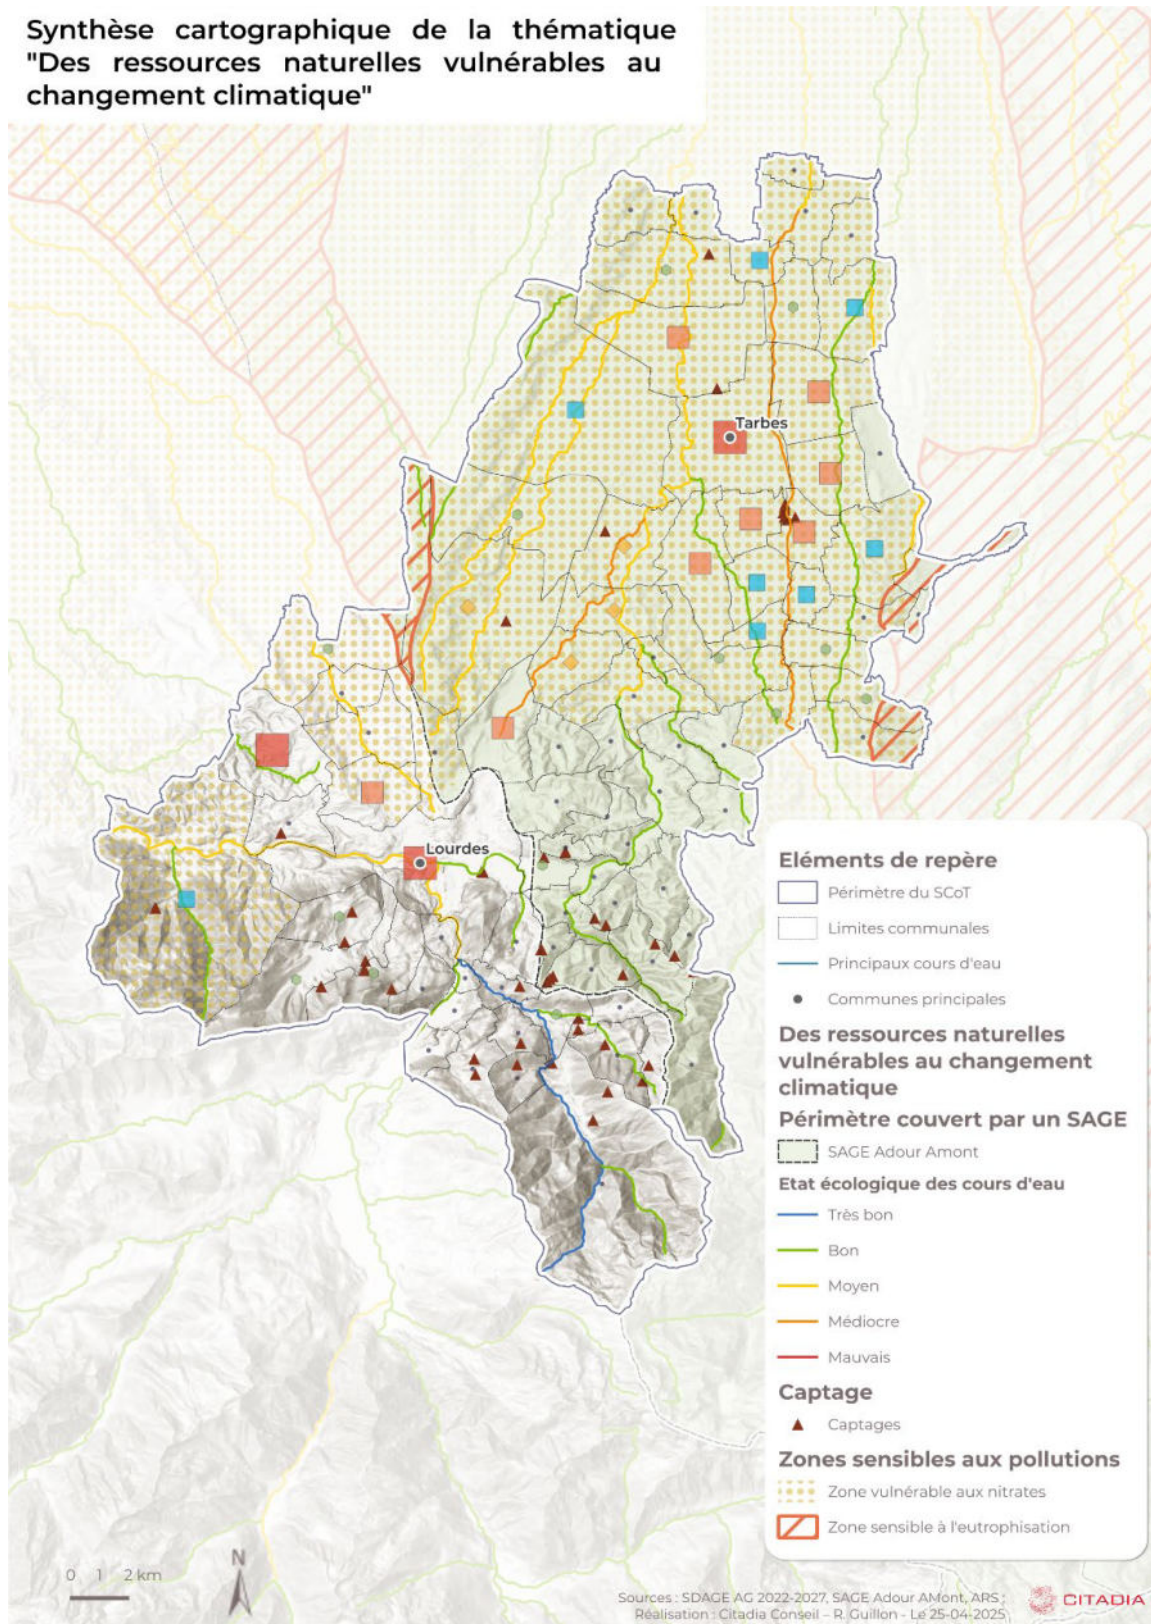 Synthèse cartographique de la thématique
"Des ressources naturelles vulnérables au
changement climatique"
Tarbes
Lourdes
Eléments de repère
Périmètre du SCoT
Limites communales
Principaux cours d'eau
Communes principales
Des ressources naturelles
vulnérables au changement
climatique
Périmètre couvert par un SAGE
SAGE Adour Amont
Etat écologique des cours d'eau
Très bon
Bon
Moyen
Médiocre
Mauvais
Captage
Captages
Zones sensibles aux pollutions
Zone vulnérable aux nitrates
Zone sensible à l'eutrophisation
N
0 1 2 km
Sources : SDAGE AG 2022-2027, SAGE Adour AMont, ARS ;
Réalisation : Citadia Conseil – R. Guillon - Le 25-04-2025
CITADIA